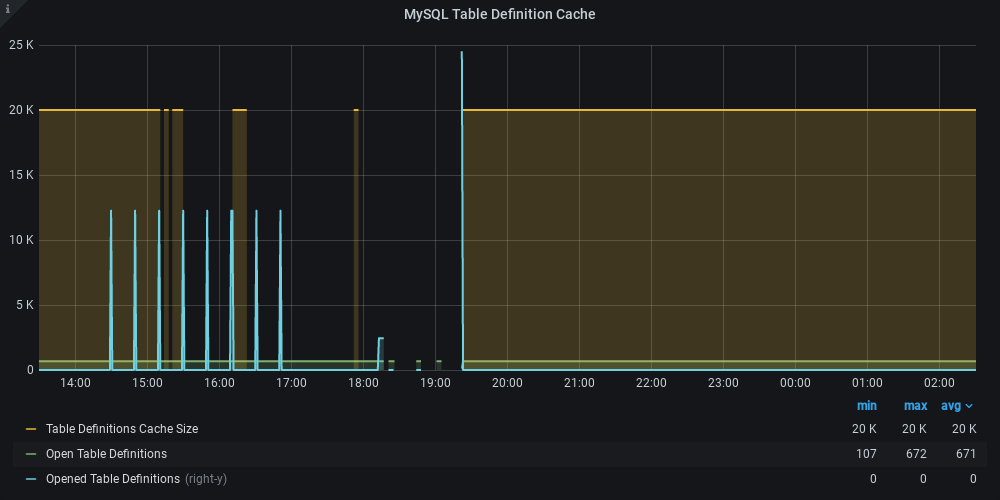 i
MySQL Table Definition Cache
25 K
20 K
15 K
10 K
5 K
0
14:00 15:00 16:00 17:00 18:00 19:00 20:00 21:00 22:00 23:00 00:00 01:00 02:00
min max avg
Table Definitions Cache Size 20 K 20 K 20 K
Open Table Definitions 107 672 671
Opened Table Definitions (right-y) 0 0 0